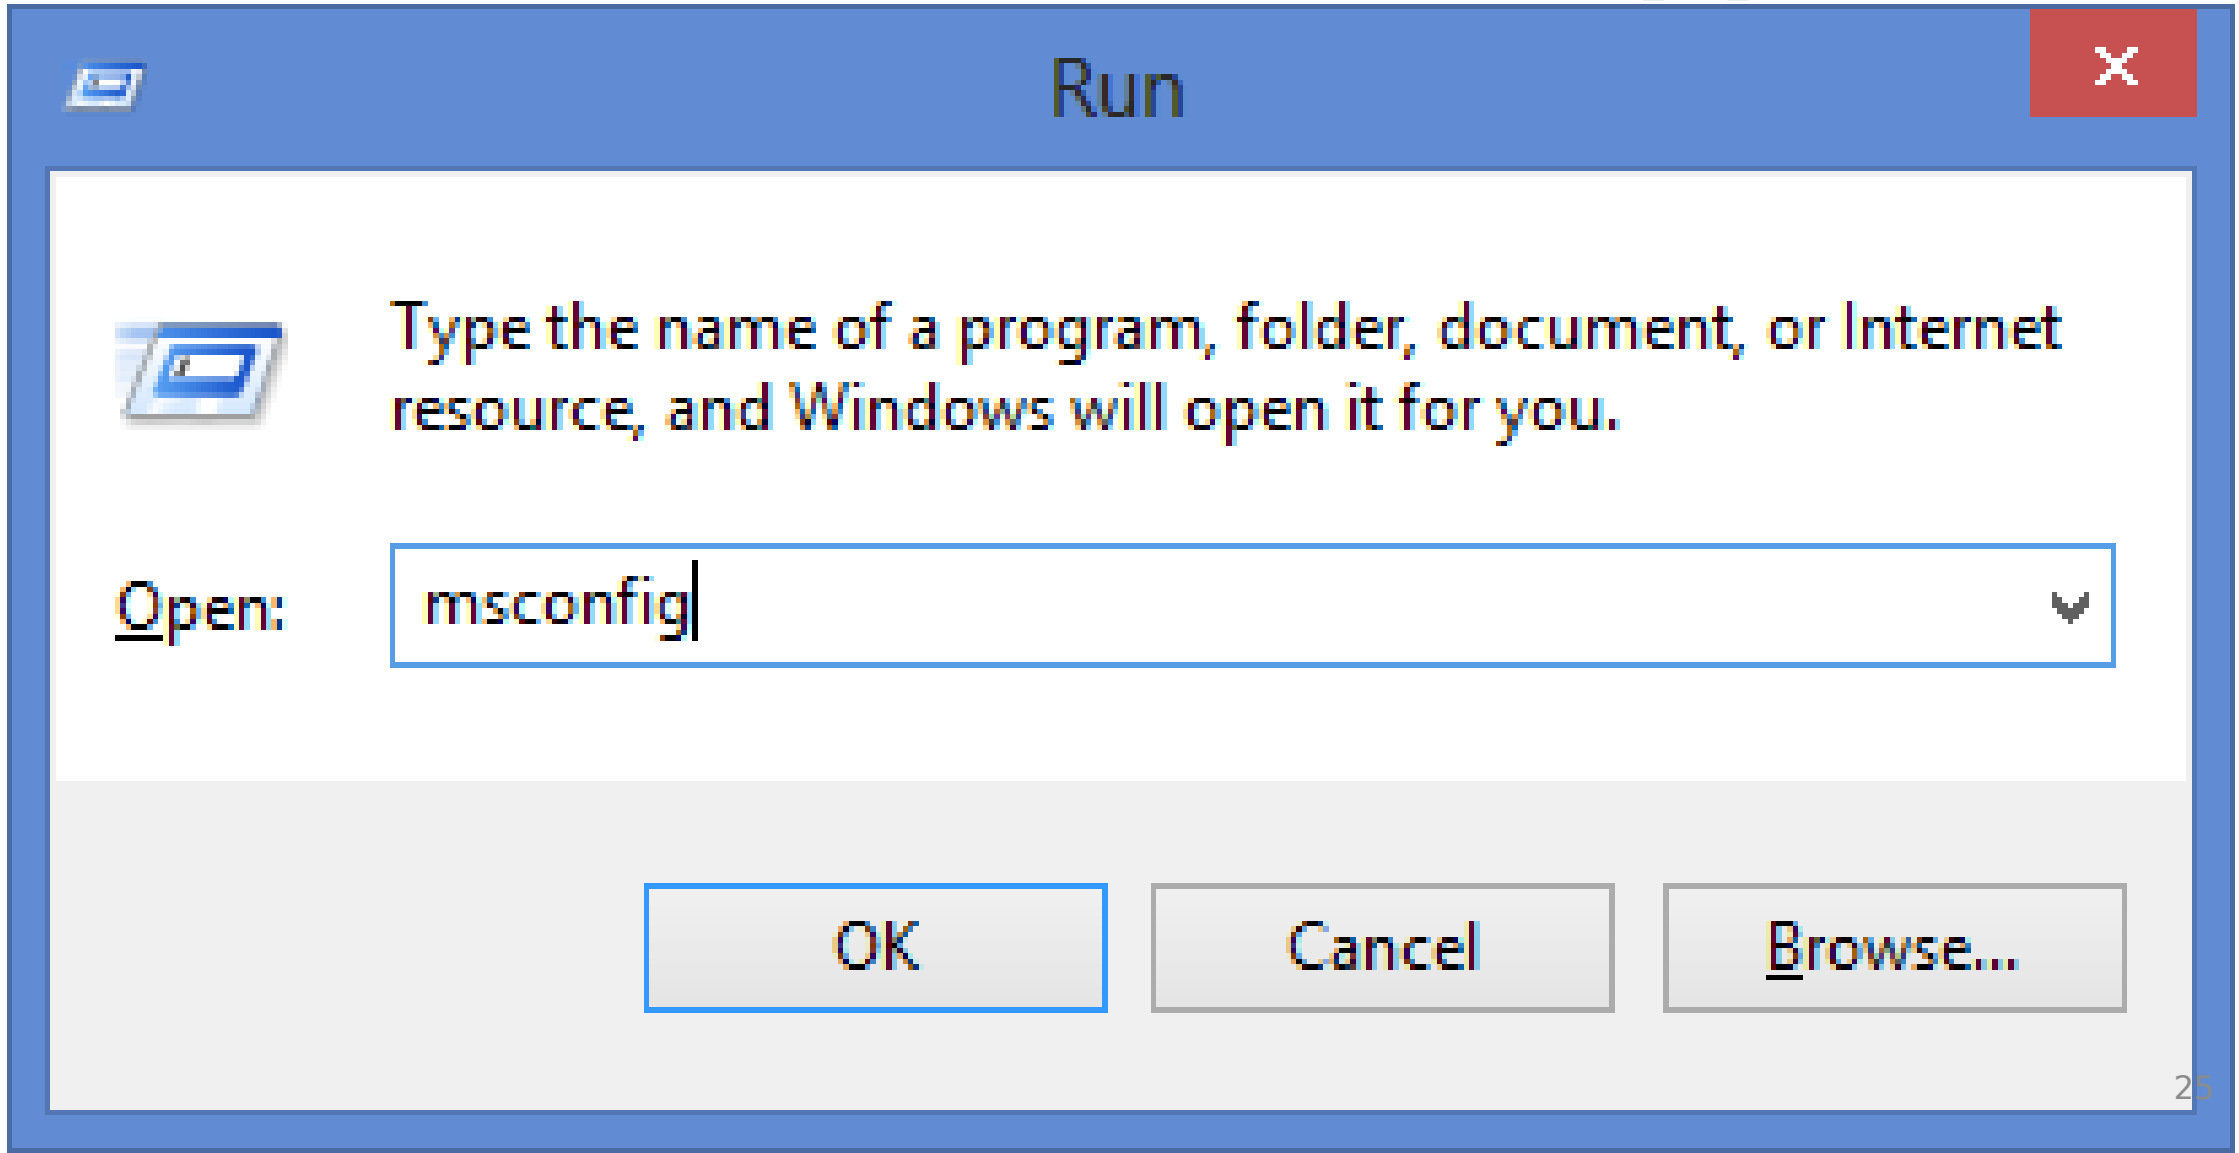 Run
Type the name of a program, folder, document, or Internet
resource, and Windows will open it for you.
Open:
msconfig
OK
Cancel
Browse...
25